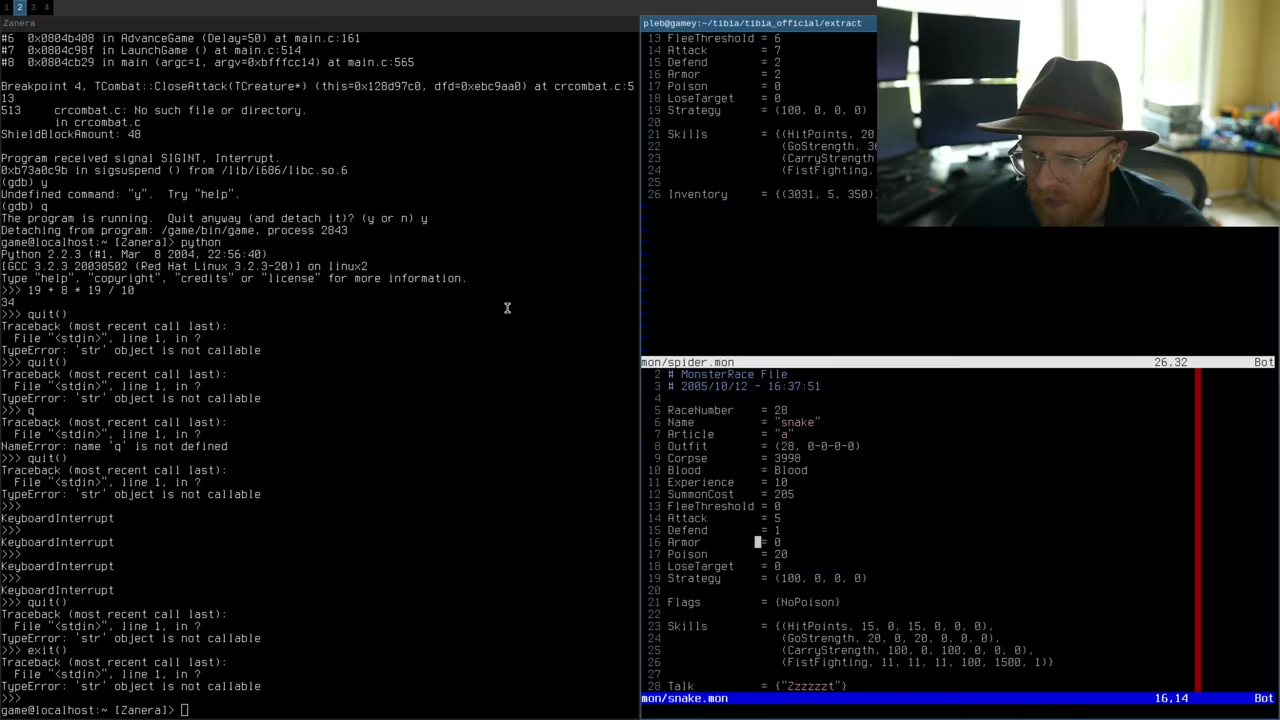 1 2 3 4
Zanera
#6  0x0804b408 in AdvanceGame (Delay=50) at main.c:161
#7  0x0804c98f in LaunchGame () at main.c:514
#8  0x0804cb29 in main (argc=1, argv=0xbfffcc14) at main.c:565
Breakpoint 4, TCombat::CloseAttack(TCreature*) (this=0x128d97c0, dfd=0xebc9aa0) at crcombat.c:5
13
513     crcombat.c: No such file or directory.
        in crcombat.c
ShieldBlockAmount: 48
Program received signal SIGINT, Interrupt.
0xb73a0c9b in sigsuspend () from /lib/i686/libc.so.6
(gdb) y
Undefined command: "y".  Try "help".
(gdb) q
The program is running.  Quit anyway (and detach it)? (y or n) y
Detaching from program: /game/bin/game, process 2843
game@localhost:~ [Zanera]> python
Python 2.2.3 (#1, Mar  8 2004, 22:56:40)
[GCC 3.2.3 20030502 (Red Hat Linux 3.2.3-20)] on linux2
Type "help", "copyright", "credits" or "license" for more information.
>>> 19 + 8 * 19 / 10
34
>>> quit()
Traceback (most recent call last):
  File "<stdin>", line 1, in ?
TypeError: 'str' object is not callable
>>> quit()
Traceback (most recent call last):
  File "<stdin>", line 1, in ?
TypeError: 'str' object is not callable
>>> q
Traceback (most recent call last):
  File "<stdin>", line 1, in ?
NameError: name 'q' is not defined
>>> quit()
Traceback (most recent call last):
  File "<stdin>", line 1, in ?
TypeError: 'str' object is not callable
>>>
KeyboardInterrupt
>>>
KeyboardInterrupt
>>>
KeyboardInterrupt
>>>
KeyboardInterrupt
>>> quit()
Traceback (most recent call last):
  File "<stdin>", line 1, in ?
TypeError: 'str' object is not callable
>>> exit()
Traceback (most recent call last):
  File "<stdin>", line 1, in ?
TypeError: 'str' object is not callable
>>>
game@localhost:~ [Zanera]>
pleb@gamey:~/tibia/tibia_official/extract
13 FleeThreshold = 6
14 Attack        = 7
15 Defend        = 2
16 Armor         = 2
17 Poison        = 0
18 LoseTarget    = 0
19 Strategy      = (100, 0, 0, 0)
20
21 Skills        = {(HitPoints, 20,
22                  (GoStrength, 36
23                  (CarryStrength
24                  (FistFighting,
25
26 Inventory     = {(3031, 5, 350)
mon/spider.mon 26,32 Bot
2 # MonsterRace File
3 # 2005/10/12 - 16:37:51
4
5 RaceNumber    = 28
6 Name          = "snake"
7 Article       = "a"
8 Outfit        = (28, 0-0-0-0)
9 Corpse        = 3998
10 Blood         = Blood
11 Experience    = 10
12 SummonCost    = 205
13 FleeThreshold = 0
14 Attack        = 5
15 Defend        = 1
16 Armor         = 0
17 Poison        = 20
18 LoseTarget    = 0
19 Strategy      = (100, 0, 0, 0)
20
21 Flags         = {NoPoison}
22
23 Skills        = {(HitPoints, 15, 0, 15, 0, 0, 0),
24                  (GoStrength, 20, 0, 20, 0, 0, 0),
25                  (CarryStrength, 100, 0, 100, 0, 0, 0),
26                  (FistFighting, 11, 11, 11, 100, 1500, 1)}
27
28 Talk          = {"Zzzzzzt"}
mon/snake.mon 16,14 Bot